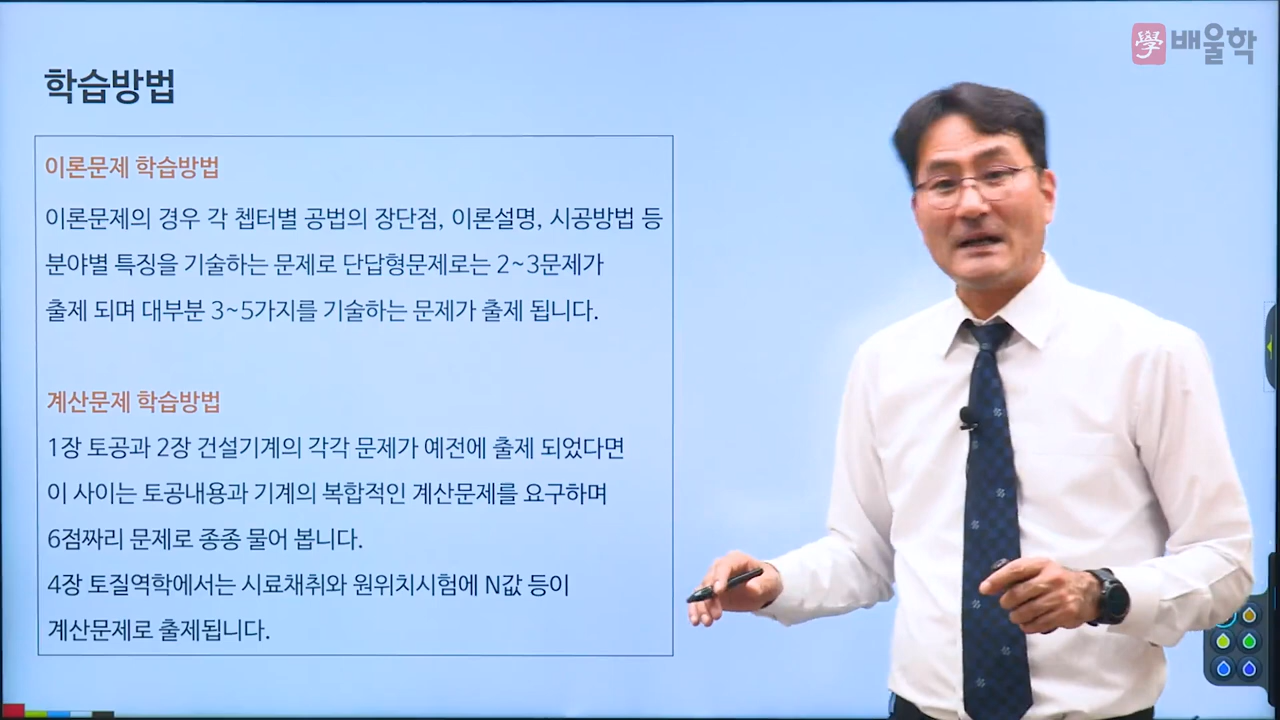 學 배울학
학습방법
이론문제 학습방법
이론문제의 경우 각 쳅터별 공법의 장단점, 이론설명, 시공방법 등
분야별 특징을 기술하는 문제로 단답형문제로는 2~3문제가
출제 되며 대부분 3~5가지를 기술하는 문제가 출제 됩니다.
계산문제 학습방법
1장 토공과 2장 건설기계의 각각 문제가 예전에 출제 되었다면
이 사이는 토공내용과 기계의 복합적인 계산문제를 요구하며
6점짜리 문제로 종종 물어 봅니다.
4장 토질역학에서는 시료채취와 원위치시험에 N값 등이
계산문제로 출제됩니다.